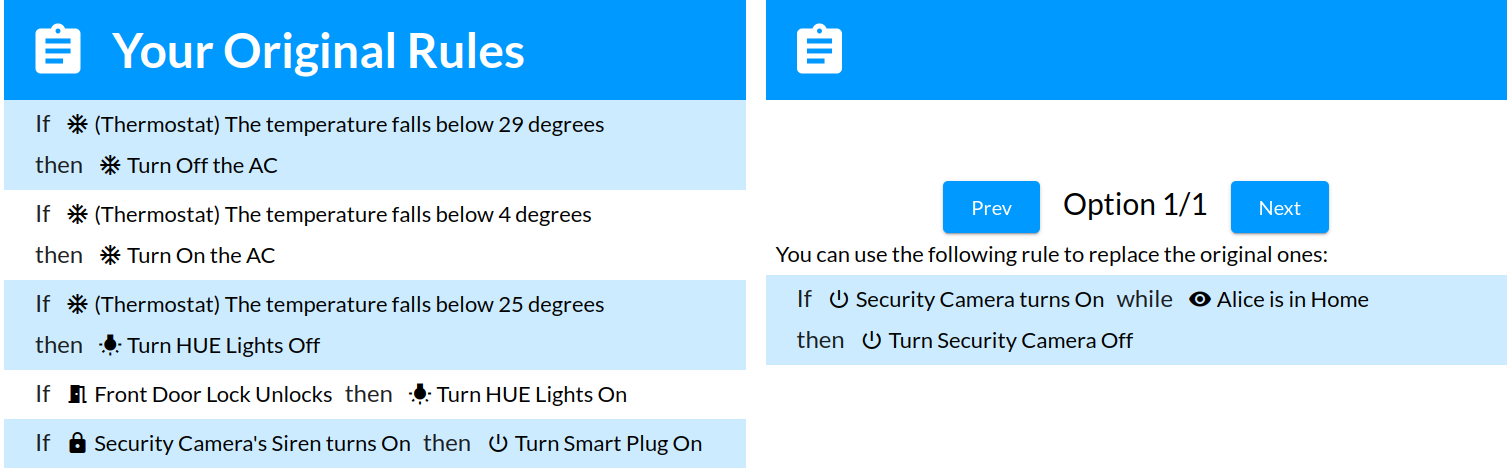 Your Original Rules
If (Thermostat) The temperature falls below 29 degrees
then Turn Off the AC
If (Thermostat) The temperature falls below 4 degrees
then Turn On the AC
If (Thermostat) The temperature falls below 25 degrees
then Turn HUE Lights Off
If Front Door Lock Unlocks then Turn HUE Lights On
If Security Camera's Siren turns On then Turn Smart Plug On
Prev Option 1/1 Next
You can use the following rule to replace the original ones:
If Security Camera turns On while Alice is in Home
then Turn Security Camera Off